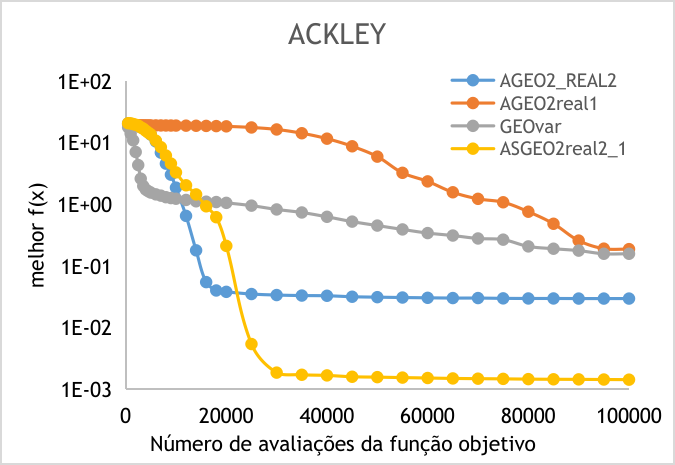 ACKLEY
AGEO2_REAL2
AGEO2real1
GEOvar
ASGEO2real2_1
melhor f(x)
1E+02
1E+01
1E+00
1E-01
1E-02
1E-03
0 20000 40000 60000 80000 100000
Número de avaliações da função objetivo